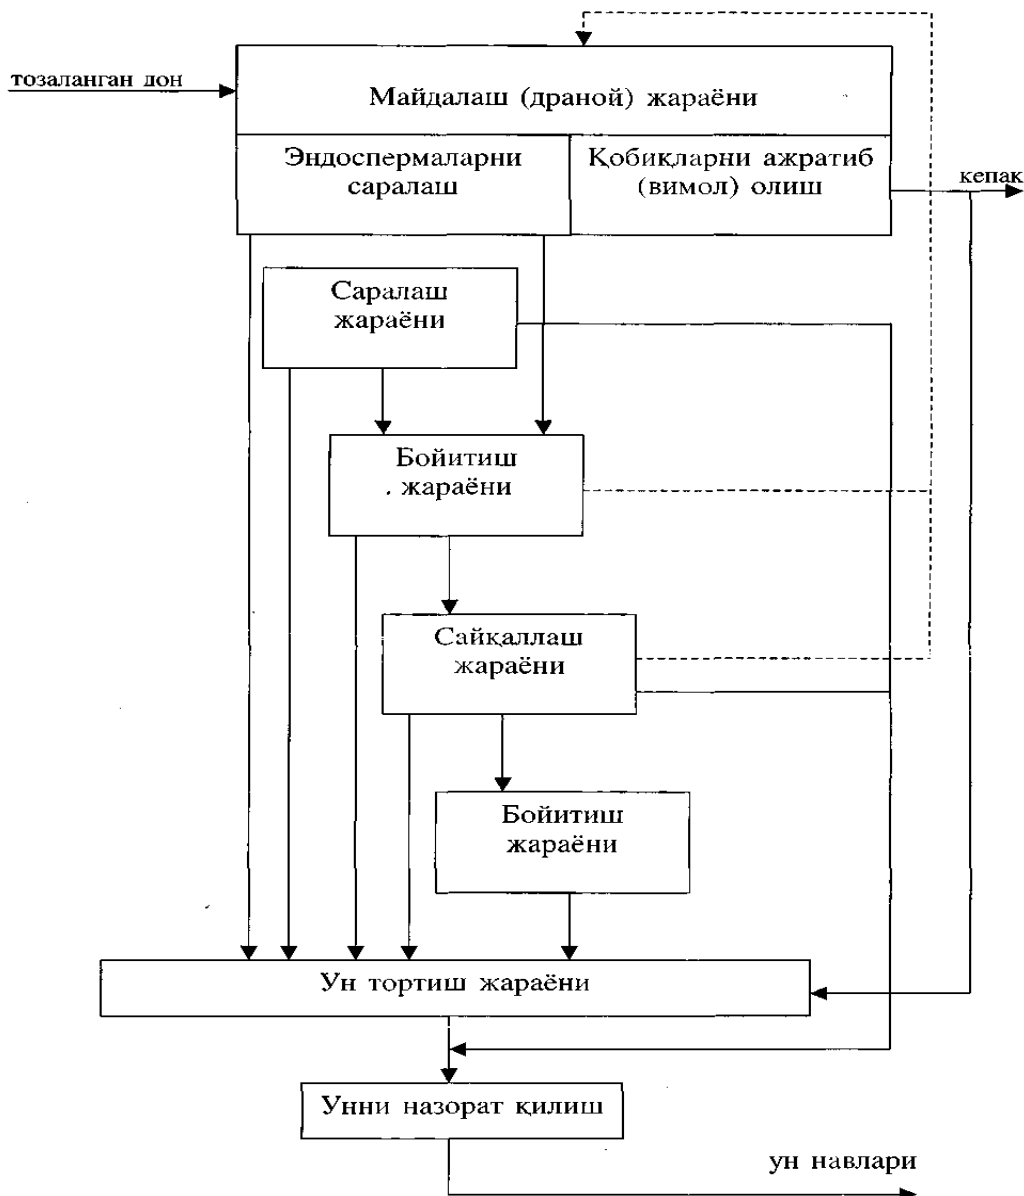 тозаланган дон
Майдалаш (драной) жараёни
Эндоспермаларни
саралаш
Қобиқларни ажратиб
(вимол) олиш
кепак
Саралаш
жараёни
Бойитиш
жараёни
Сайқаллаш
жараёни
Бойитиш
жараёни
Ун тортиш жараёни
Унни назорат қилиш
ун навлари